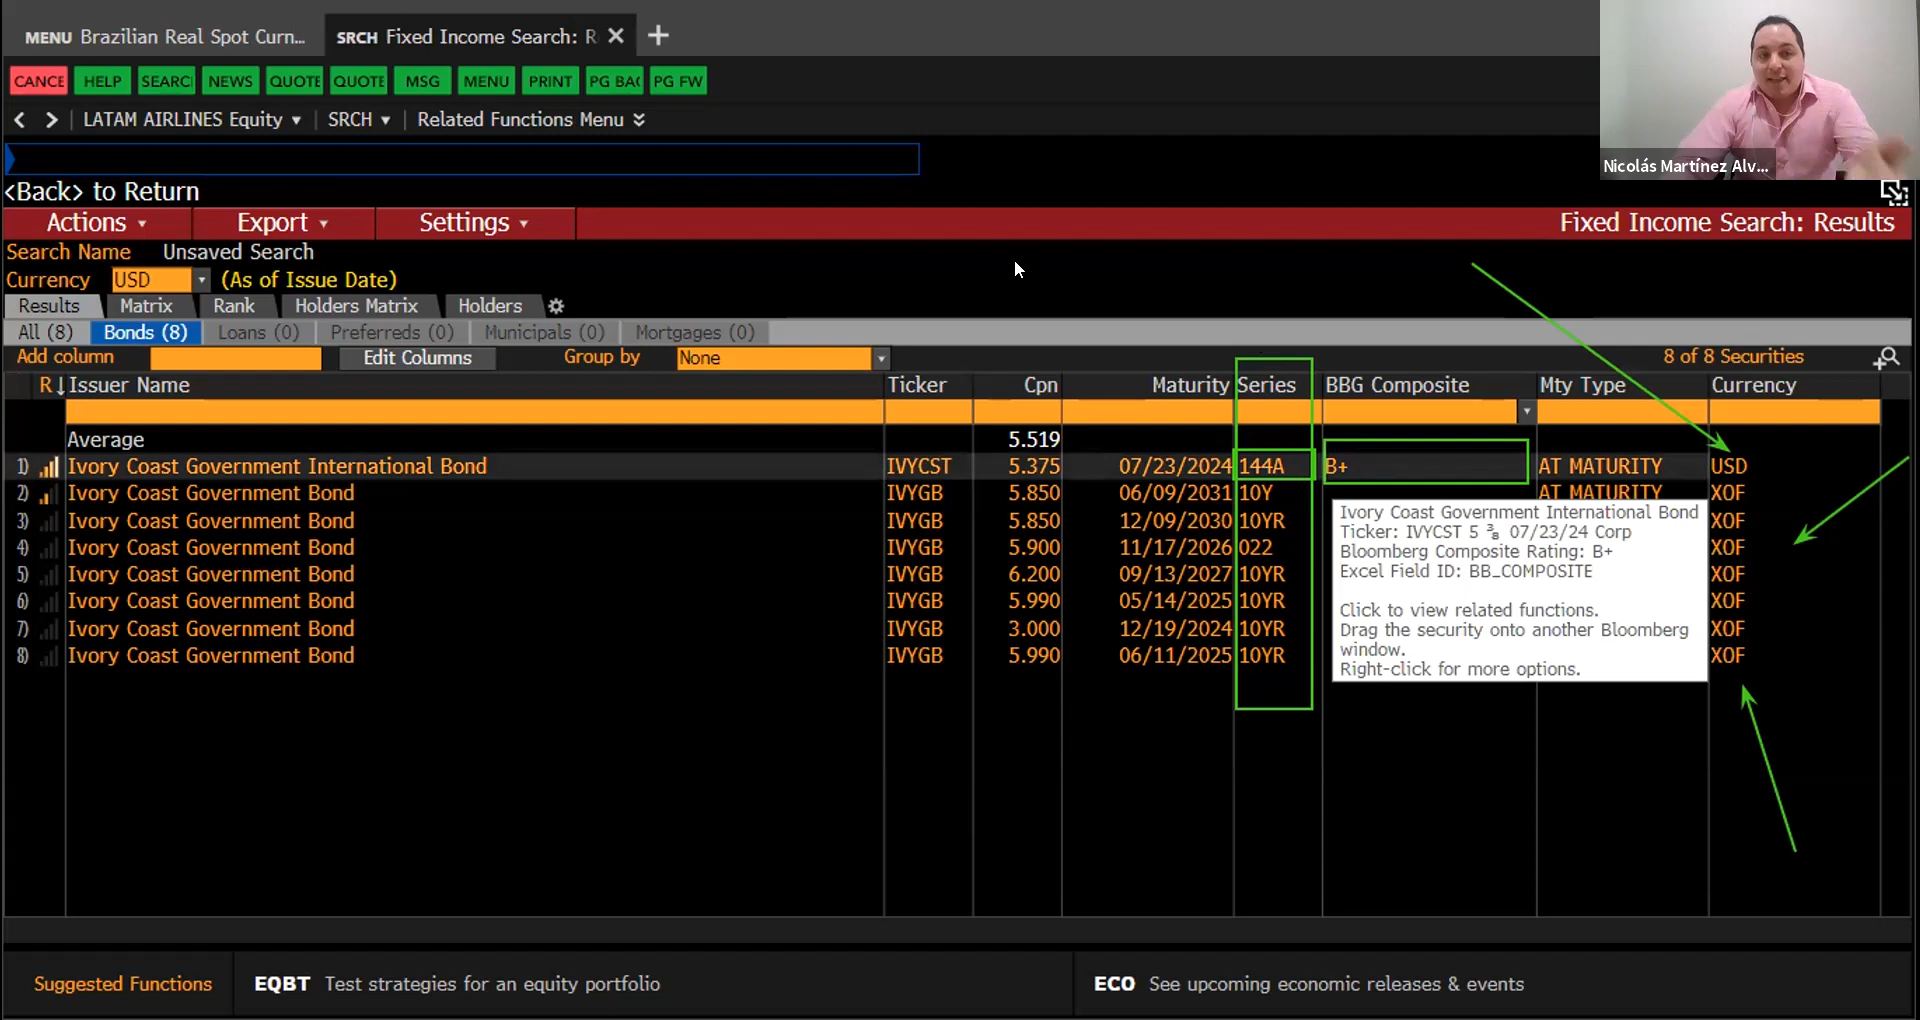 MENU Brazilian Real Spot Curn... SRCH Fixed Income Search: R
CANCE HELP SEARC NEWS QUOTE QUOTE MSG MENU PRINT PG BAC PG FW
LATAM AIRLINES Equity SRCH Related Functions Menu
Nicolás Martínez Alv...
<Back> to Return
Actions Export Settings Fixed Income Search: Results
Search Name Unsaved Search
Currency USD (As of Issue Date)
Results Matrix Rank Holders Matrix Holders
All (8) Bonds (8) Loans (0) Preferreds (0) Municipals (0) Mortgages (0)
Add column Edit Columns Group by None 8 of 8 Securities
R↓ Issuer Name Ticker Cpn Maturity Series BBG Composite Mty Type Currency
Average 5.519
1) Ivory Coast Government International Bond IVYCST 5.375 07/23/2024 144A B+ AT MATURITY USD
2) Ivory Coast Government Bond IVYGB 5.850 06/09/2031 10Y AT MATURITY XOF
3) Ivory Coast Government Bond IVYGB 5.850 12/09/2030 10YR XOF
4) Ivory Coast Government Bond IVYGB 5.900 11/17/2026 022 XOF
5) Ivory Coast Government Bond IVYGB 6.200 09/13/2027 10YR XOF
6) Ivory Coast Government Bond IVYGB 5.990 05/14/2025 10YR XOF
7) Ivory Coast Government Bond IVYGB 3.000 12/19/2024 10YR XOF
8) Ivory Coast Government Bond IVYGB 5.990 06/11/2025 10YR XOF
Ivory Coast Government International Bond
Ticker: IVYCST 5 ⅜ 07/23/24 Corp
Bloomberg Composite Rating: B+
Excel Field ID: BB_COMPOSITE
Click to view related functions.
Drag the security onto another Bloomberg
window.
Right-click for more options.
Suggested Functions EQBT Test strategies for an equity portfolio ECO See upcoming economic releases & events